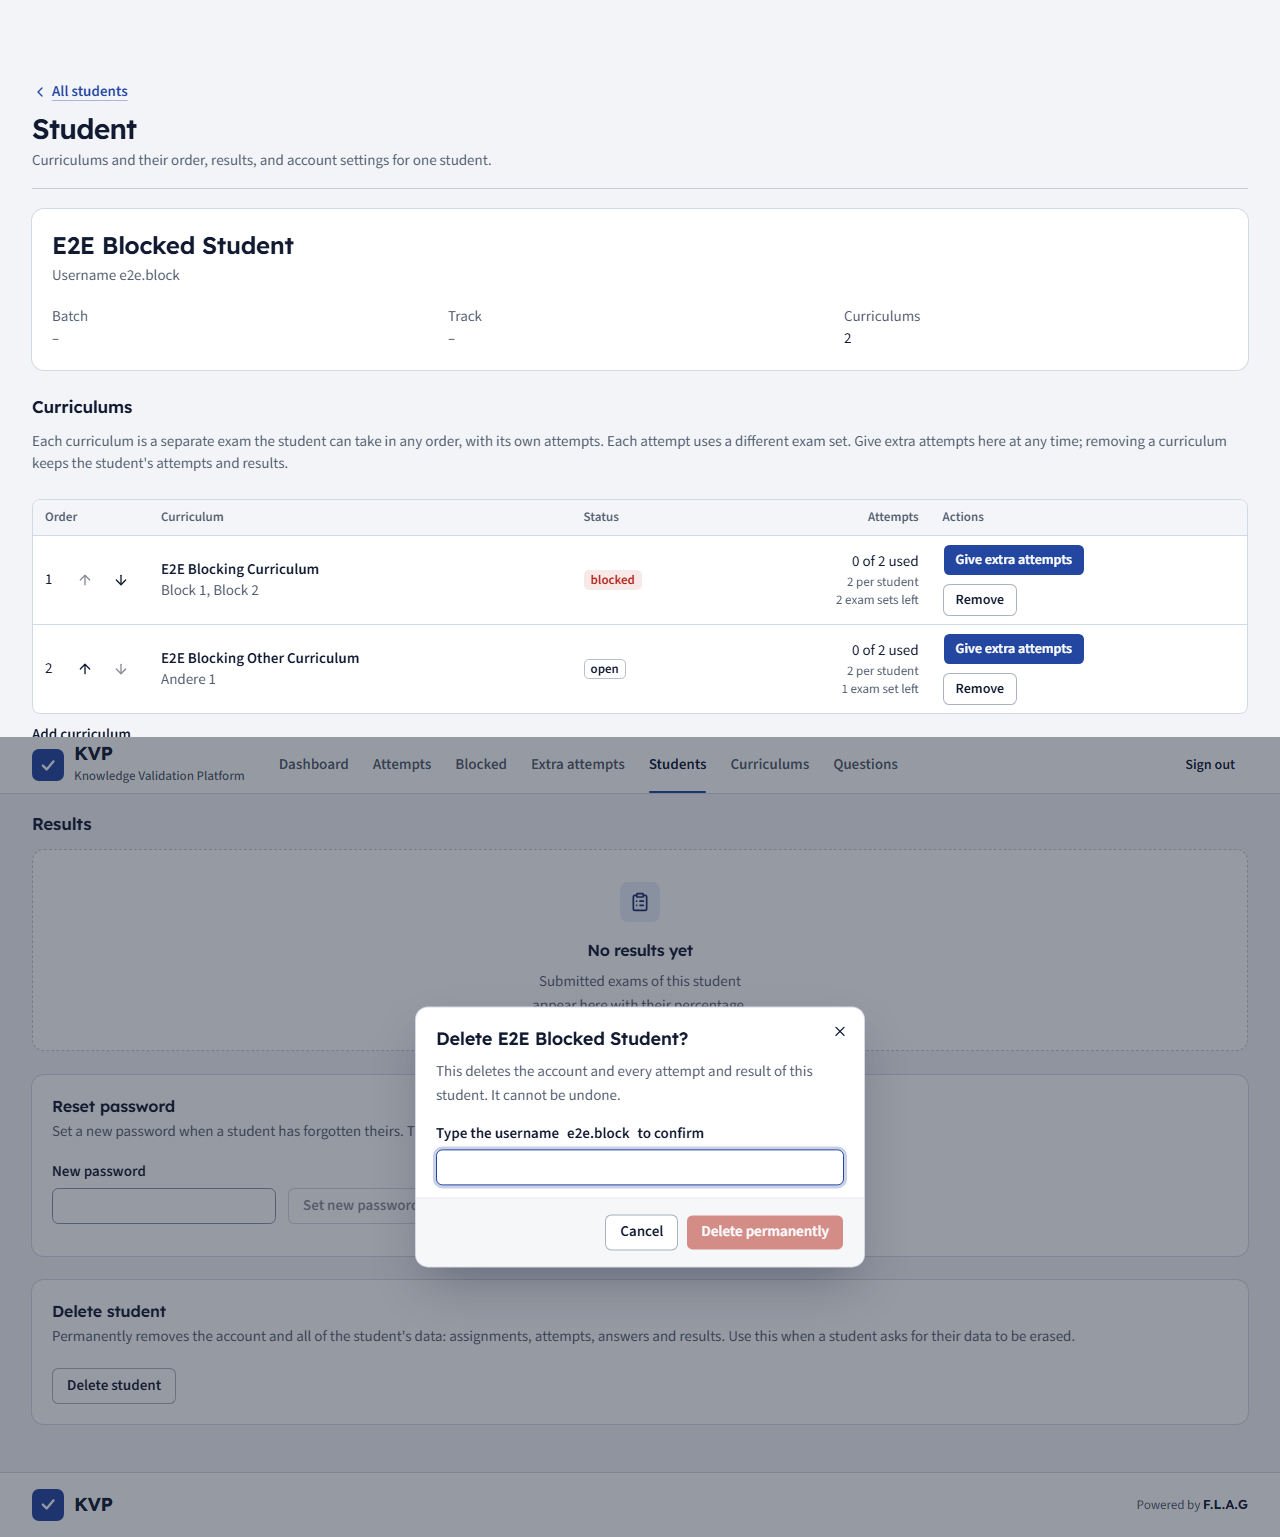 All students
Student
Curriculums and their order, results, and account settings for one student.
E2E Blocked Student
Username e2e.block
Batch
Track
Curriculums
–
–
2
Curriculums
Each curriculum is a separate exam the student can take in any order, with its own attempts. Each attempt uses a different exam set. Give extra attempts here at any time; removing a curriculum
keeps the student's attempts and results.
Order
Curriculum
Status
Attempts
Actions
1
E2E Blocking Curriculum
Block 1, Block 2
blocked
0 of 2 used
2 per student
2 exam sets left
Give extra attempts
Remove
2
E2E Blocking Other Curriculum
Andere 1
open
0 of 2 used
2 per student
1 exam set left
Give extra attempts
Remove
Add curriculum
KVP
Knowledge Validation Platform
Dashboard
Attempts
Blocked
Extra attempts
Students
Curriculums
Questions
Sign out
Results
No results yet
Submitted exams of this student
appear here with their percentage
Delete E2E Blocked Student?
This deletes the account and every attempt and result of this
student. It cannot be undone.
Type the username e2e.block to confirm
Cancel
Delete permanently
Reset password
Set a new password when a student has forgotten theirs. T
New password
Set new password
Delete student
Permanently removes the account and all of the student's data: assignments, attempts, answers and results. Use this when a student asks for their data to be erased.
Delete student
KVP
Powered by F.L.A.G